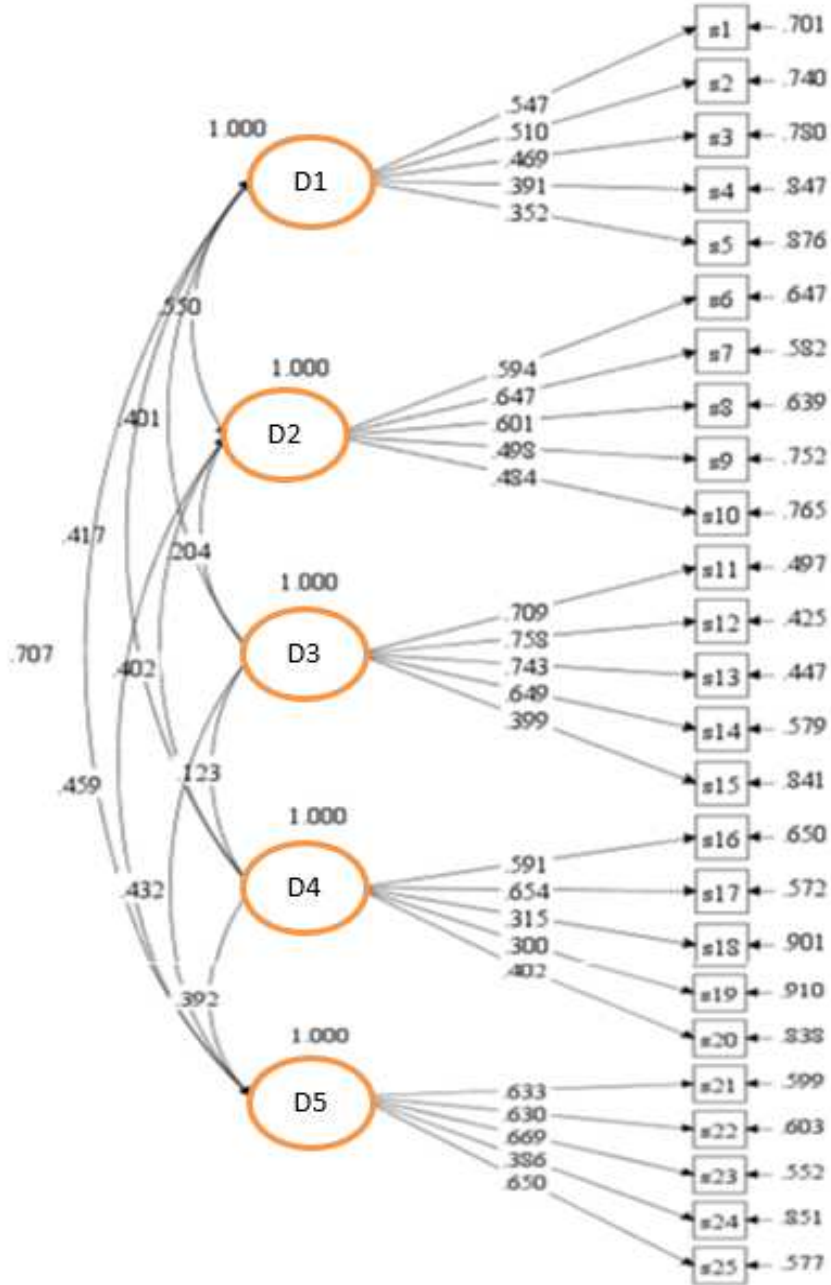 s1 .701
s2 .740
.547
1.000 .510 s3 .780
D1 .469
.391 s4 .847
.352
s5 .876
s6 .647
.550
s7 .582
1.000 .594
.647
.401 s8 .639
D2 .601
.498 s9 .752
.484
s10 .765
.417
.204 s11 .497
1.000
.709 s12 .425
.758
.707 D3 .743 s13 .447
.402 .649
.399 s14 .579
.459 .123 s15 .841
1.000
s16 .650
.591
.432 D4 .654 s17 .572
.315
.300 s18 .901
.402
.392 s19 .910
1.000 s20 .838
s21 .599
.633
D5 .630 s22 .603
.669
.386 s23 .552
.650
s24 .851
s25 .577